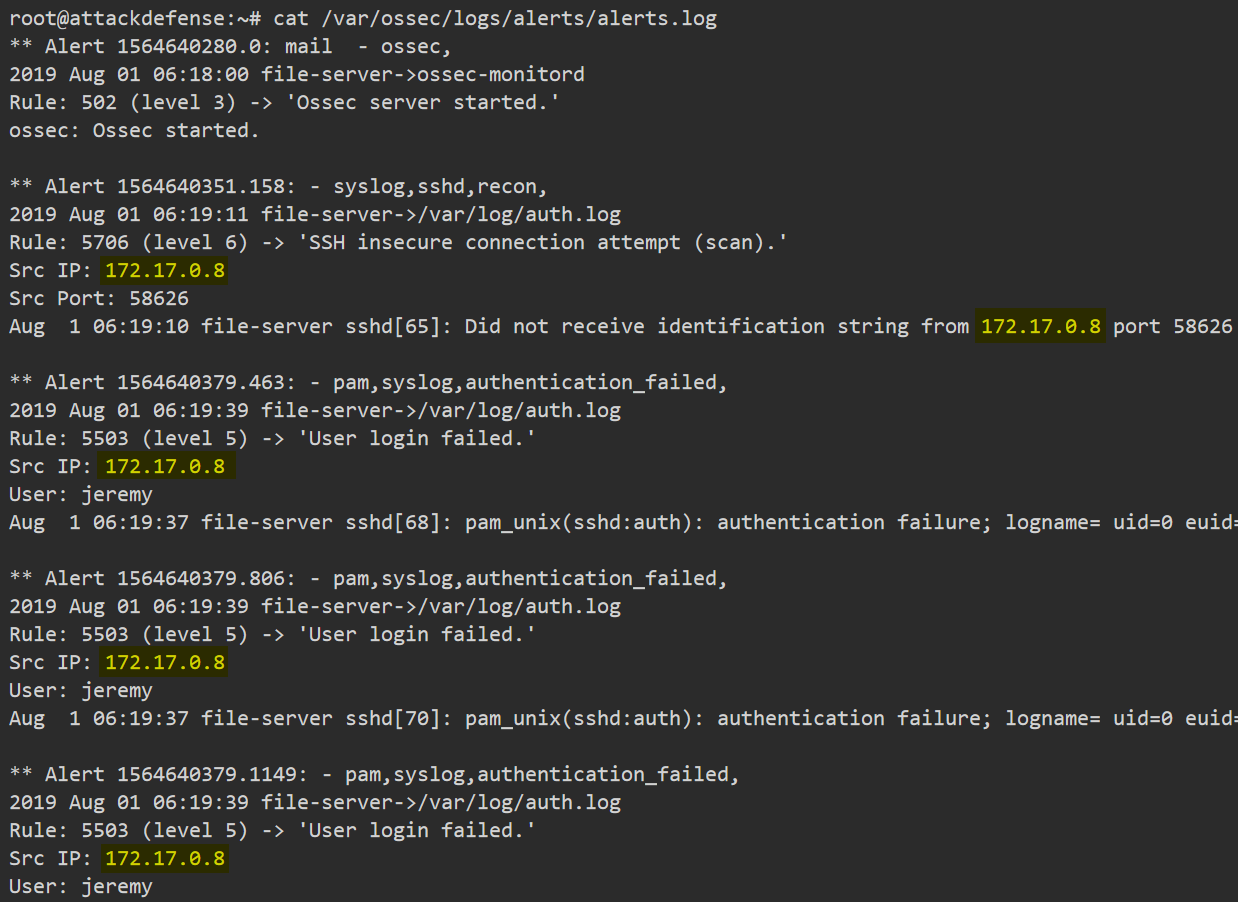 root@attackdefense:~# cat /var/ossec/logs/alerts/alerts.log
** Alert 1564640280.0: mail  - ossec,
2019 Aug 01 06:18:00 file-server->ossec-monitord
Rule: 502 (level 3) -> 'Ossec server started.'
ossec: Ossec started.

** Alert 1564640351.158: - syslog,sshd,recon,
2019 Aug 01 06:19:11 file-server->/var/log/auth.log
Rule: 5706 (level 6) -> 'SSH insecure connection attempt (scan).'
Src IP: 172.17.0.8
Src Port: 58626
Aug  1 06:19:10 file-server sshd[65]: Did not receive identification string from 172.17.0.8 port 58626

** Alert 1564640379.463: - pam,syslog,authentication_failed,
2019 Aug 01 06:19:39 file-server->/var/log/auth.log
Rule: 5503 (level 5) -> 'User login failed.'
Src IP: 172.17.0.8
User: jeremy
Aug  1 06:19:37 file-server sshd[68]: pam_unix(sshd:auth): authentication failure; logname= uid=0 euid=

** Alert 1564640379.806: - pam,syslog,authentication_failed,
2019 Aug 01 06:19:39 file-server->/var/log/auth.log
Rule: 5503 (level 5) -> 'User login failed.'
Src IP: 172.17.0.8
User: jeremy
Aug  1 06:19:37 file-server sshd[70]: pam_unix(sshd:auth): authentication failure; logname= uid=0 euid=

** Alert 1564640379.1149: - pam,syslog,authentication_failed,
2019 Aug 01 06:19:39 file-server->/var/log/auth.log
Rule: 5503 (level 5) -> 'User login failed.'
Src IP: 172.17.0.8
User: jeremy